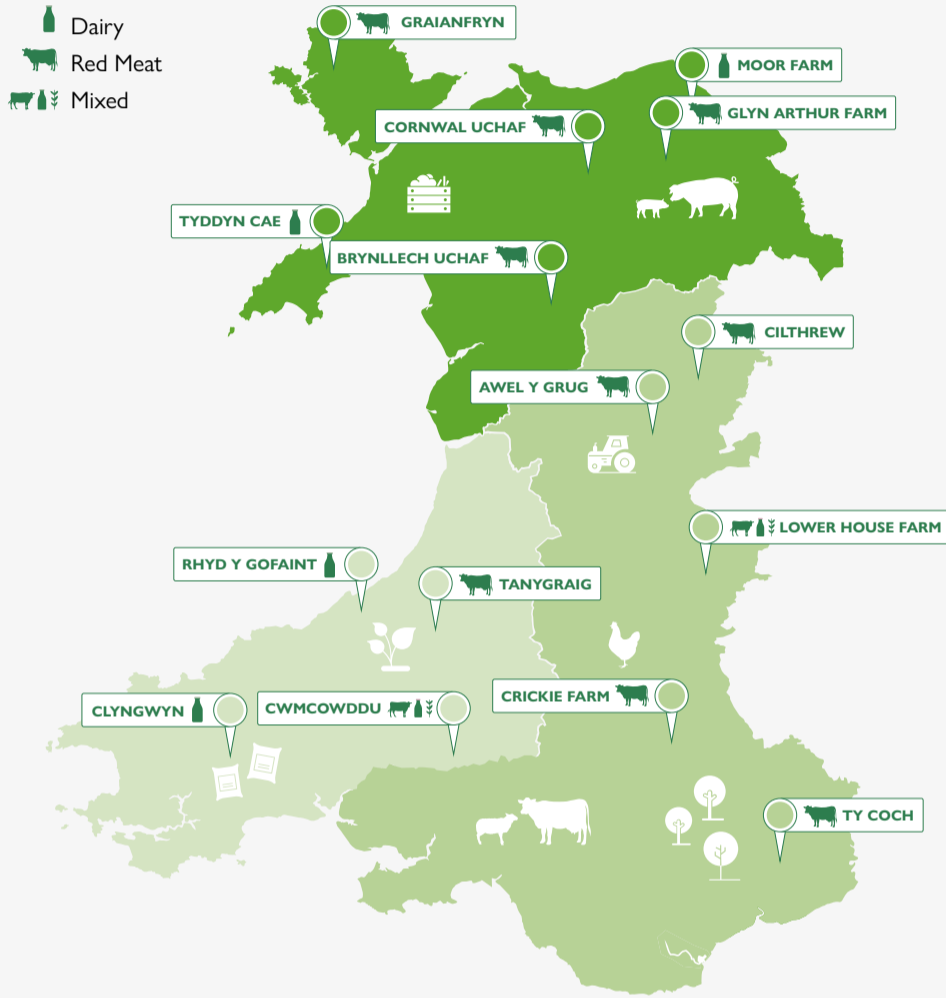 Dairy
Red Meat
Mixed
GRAIANFRYN
MOOR FARM
GLYN ARTHUR FARM
CORNWAL UCHAF
TYDDYN CAE
BRYNLLECH UCHAF
CILTHREW
AWEL Y GRUG
LOWER HOUSE FARM
RHYD Y GOFAINT
TANYGRAIG
CRICKIE FARM
CLYNGWYN
CWMCOWDDU
TY COCH